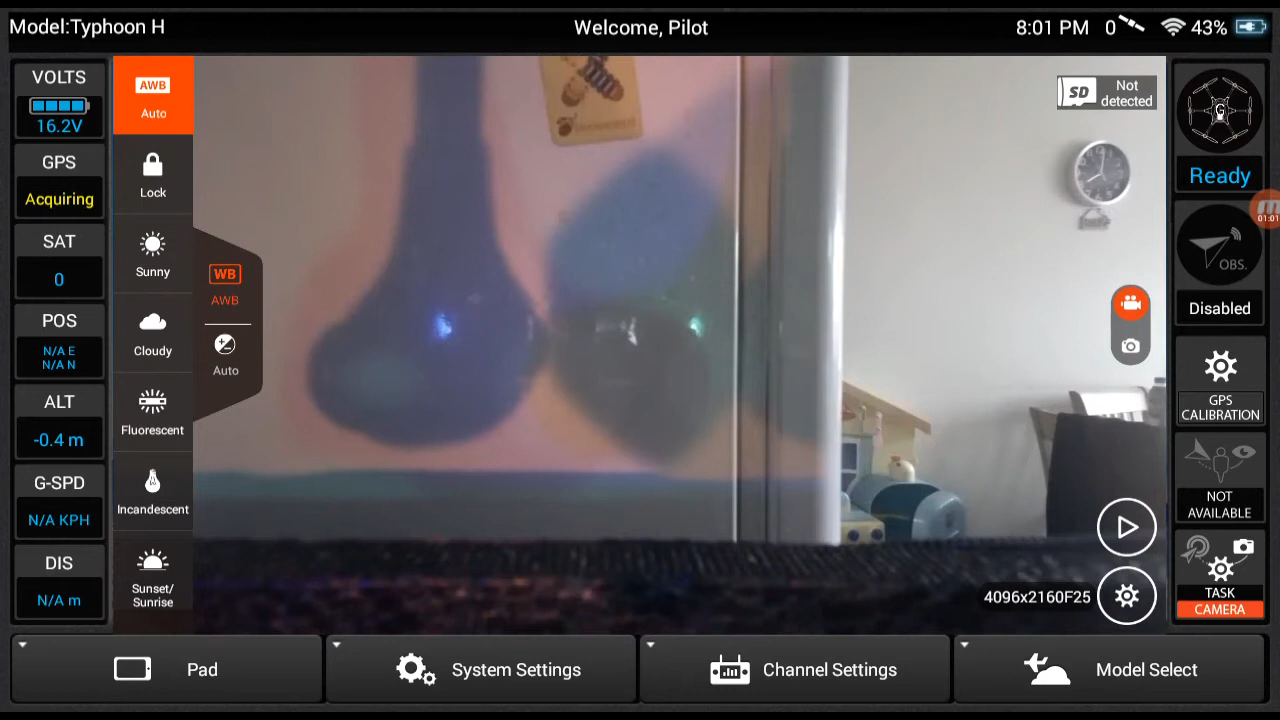 Model:Typhoon H
Welcome, Pilot
8:01 PM 0 43%
VOLTS
16.2V
GPS
Acquiring
SAT
0
POS
N/A E
N/A N
ALT
-0.4 m
G-SPD
N/A KPH
DIS
N/A m
AWB
Auto
Lock
Sunny
Cloudy
Fluorescent
Incandescent
Sunset/
Sunrise
WB
AWB
Auto
SD
Not
detected
4096x2160F25
G
Ready
01:01
OBS.
Disabled
GPS
CALIBRATION
NOT
AVAILABLE
TASK
CAMERA
Pad
System Settings
Channel Settings
Model Select